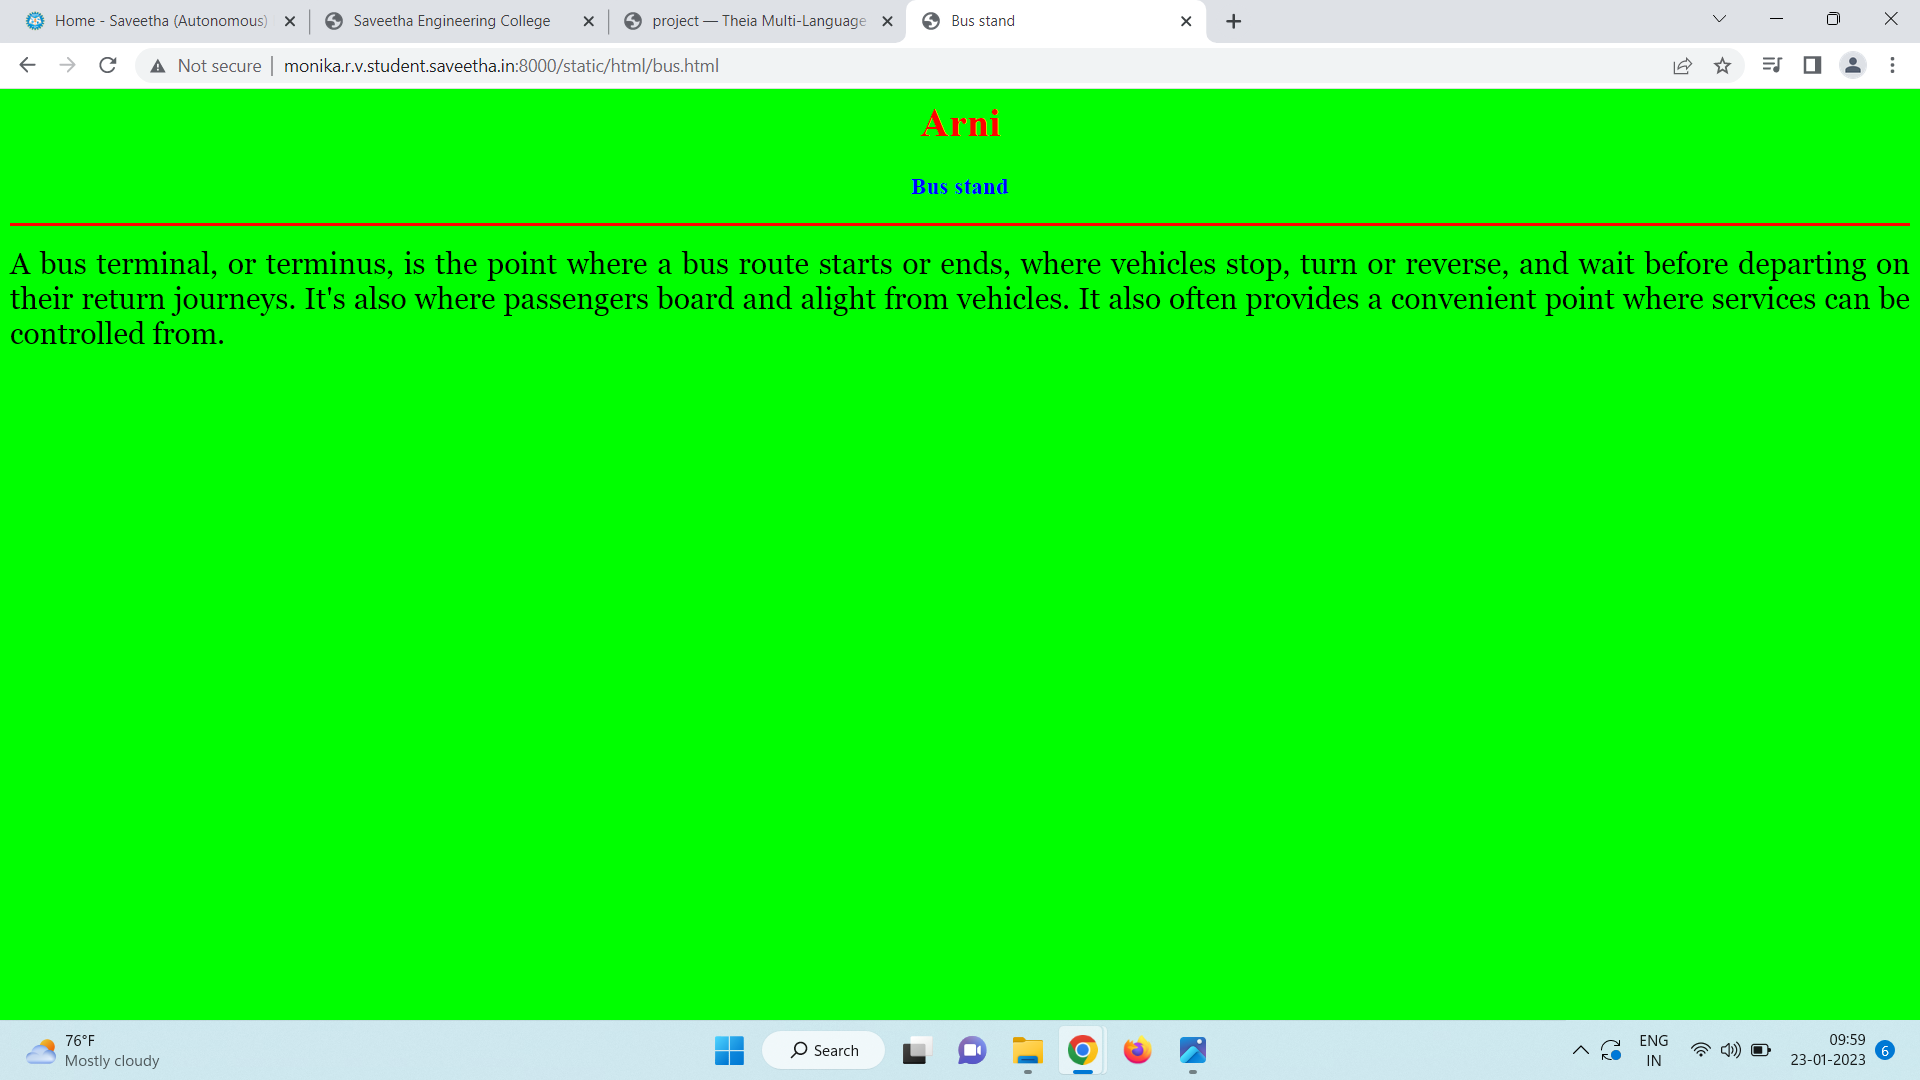 Home - Saveetha (Autonomous)
Saveetha Engineering College
project — Theia Multi-Language
Bus stand
Not secure
monika.r.v.student.saveetha.in:8000/static/html/bus.html
Arni
Bus stand
A bus terminal, or terminus, is the point where a bus route starts or ends, where vehicles stop, turn or reverse, and wait before departing on
their return journeys. It's also where passengers board and alight from vehicles. It also often provides a convenient point where services can be
controlled from.
76°F
Mostly cloudy
Search
ENG
IN
09:59
23-01-2023
6